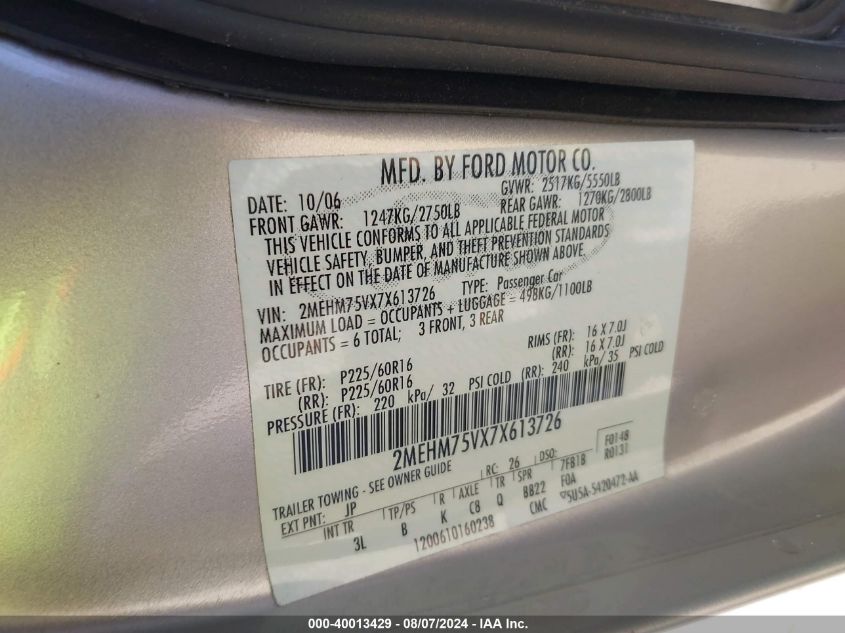 MFD. BY FORD MOTOR CO.
DATE: 10/06 GVWR: 2517KG/5550LB
FRONT GAWR: 1247KG/2750LB REAR GAWR: 1270KG/2800LB
THIS VEHICLE CONFORMS TO ALL APPLICABLE FEDERAL MOTOR
VEHICLE SAFETY, BUMPER, AND THEFT PREVENTION STANDARDS
IN EFFECT ON THE DATE OF MANUFACTURE SHOWN ABOVE.
VIN: 2MEHM75VX7X613726 TYPE: Passenger Car
MAXIMUM LOAD = OCCUPANTS + LUGGAGE = 498KG/1100LB
OCCUPANTS = 6 TOTAL; 3 FRONT, 3 REAR
TIRE (FR): P225/60R16 RIMS (FR): 16 X 7.0J
(RR): P225/60R16 (RR): 16 X 7.0J
PRESSURE (FR): 220 kPa/ 32 PSI COLD (RR): 240 kPa/ 35 PSI COLD
2MEHM75VX7X613726
F0148
R0131
TRAILER TOWING - SEE OWNER GUIDE RC: 26 DSO: 7FB18
EXT PNT: JP F0A
INT TR TP/PS R AXLE TR SPR
3L B K C8 Q BB22 CMC
▽5U5A-5420472-AA
1200610160238
000-40013429 - 08/07/2024 - IAAI - Copyright IAA, Inc.